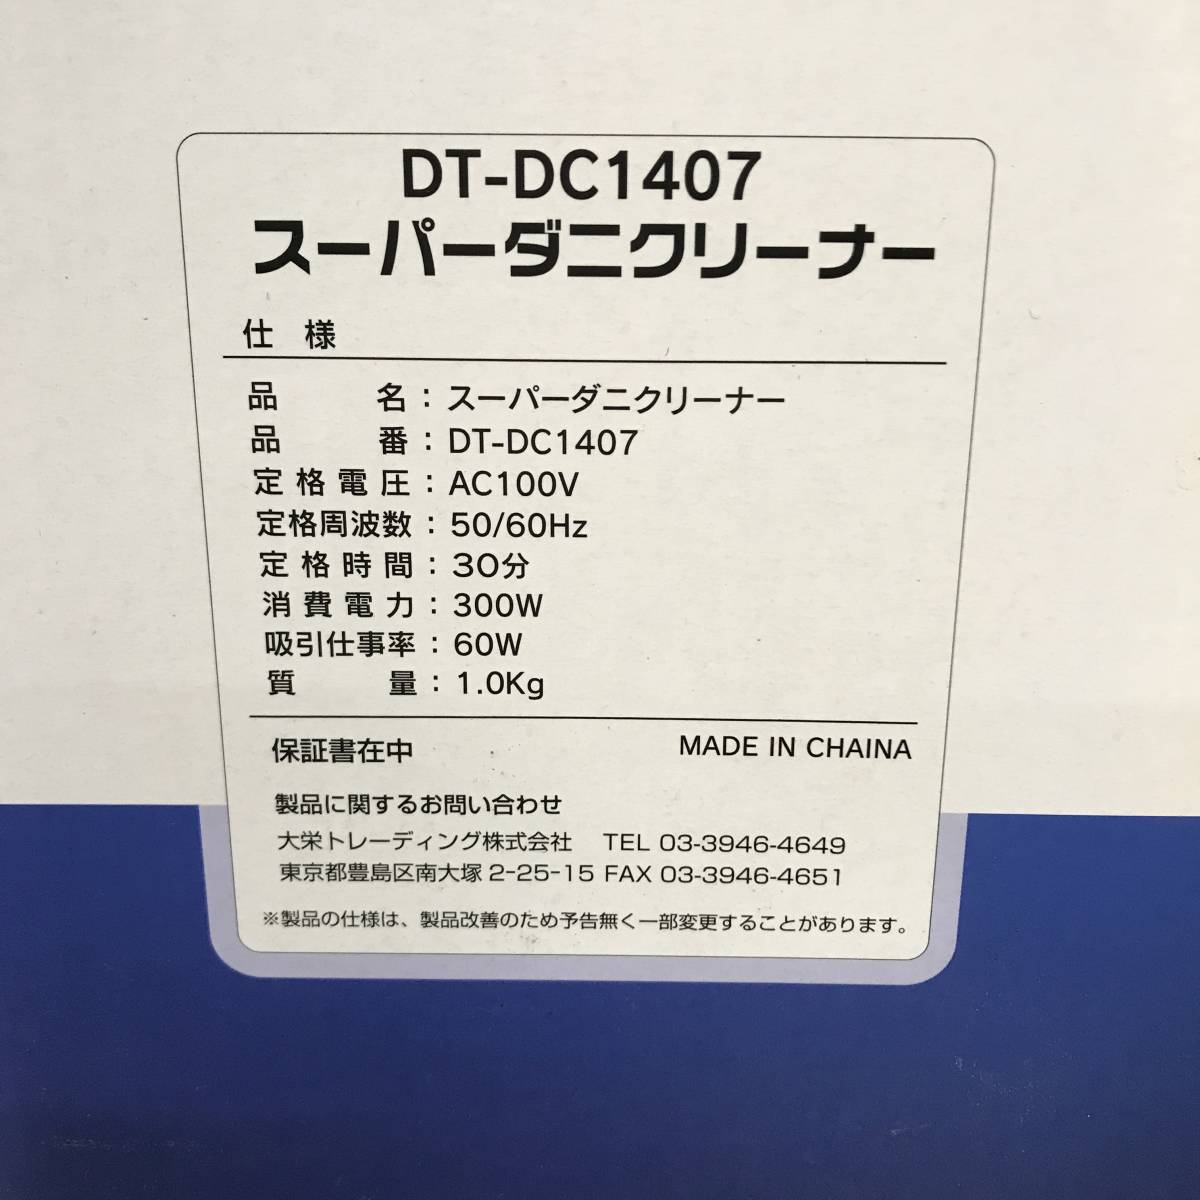 DT-DC1407
スーパーダニクリーナー
仕 様
品 名：スーパーダニクリーナー
品 番：DT-DC1407
定格電圧：AC100V
定格周波数：50/60Hz
定格時間：30分
消費電力：300W
吸引仕事率：60W
質 量：1.0Kg
保証書在中 MADE IN CHAINA
製品に関するお問い合わせ
大栄トレーディング株式会社 TEL 03-3946-4649
東京都豊島区南大塚2-25-15 FAX 03-3946-4651
※製品の仕様は、製品改善のため予告無く一部変更することがあります。